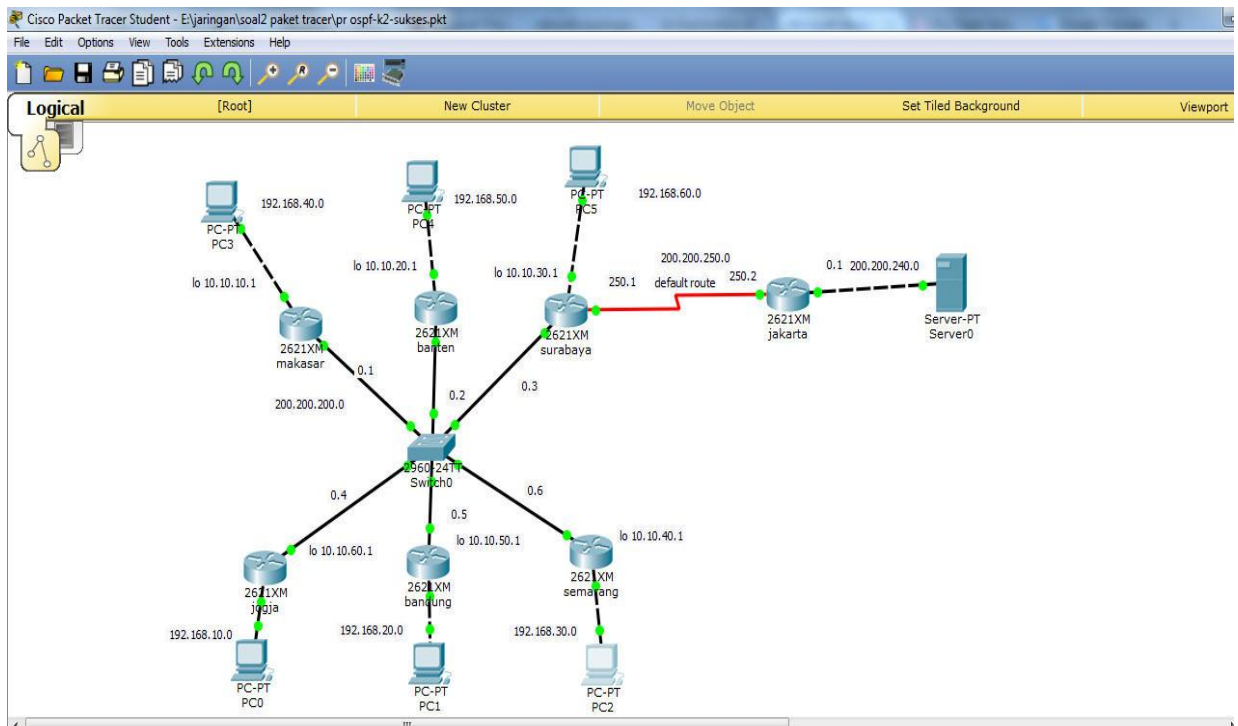 Cisco Packet Tracer Student - E:\jaringan\soal2 paket tracer\pr ospf-k2-sukses.pkt
File Edit Options View Tools Extensions Help
Logical [Root] New Cluster Move Object Set Tiled Background Viewport
192.168.40.0
PC-PT
PC3
lo 10.10.10.1
2621XM
makasar
0.1
200.200.200.0
192.168.50.0
PC-PT
PC4
lo 10.10.20.1
2621XM
banten
0.2
192.168.60.0
PC-PT
PC5
lo 10.10.30.1
2621XM
surabaya
0.3
200.200.250.0
250.1 default route 250.2
2621XM
jakarta
0.1 200.200.240.0
Server-PT
Server0
2960-24TT
Switch0
0.4
lo 10.10.60.1
2621XM
jogja
192.168.10.0
PC-PT
PC0
0.5
lo 10.10.50.1
2621XM
bandung
192.168.20.0
PC-PT
PC1
0.6
lo 10.10.40.1
2621XM
semarang
192.168.30.0
PC-PT
PC2